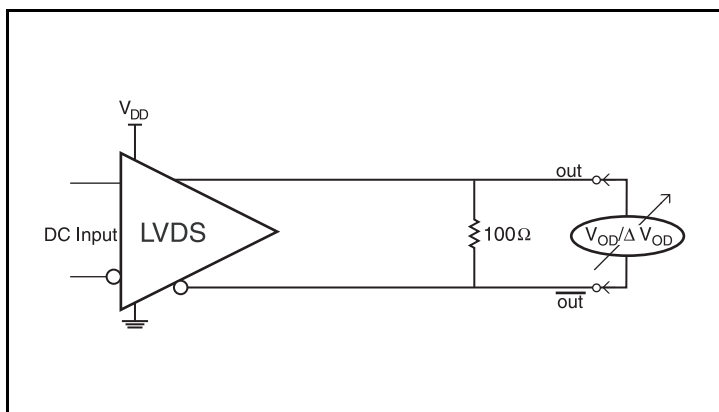 V_DD
out
DC Input
LVDS
100Ω
V_OD/Δ V_OD
out